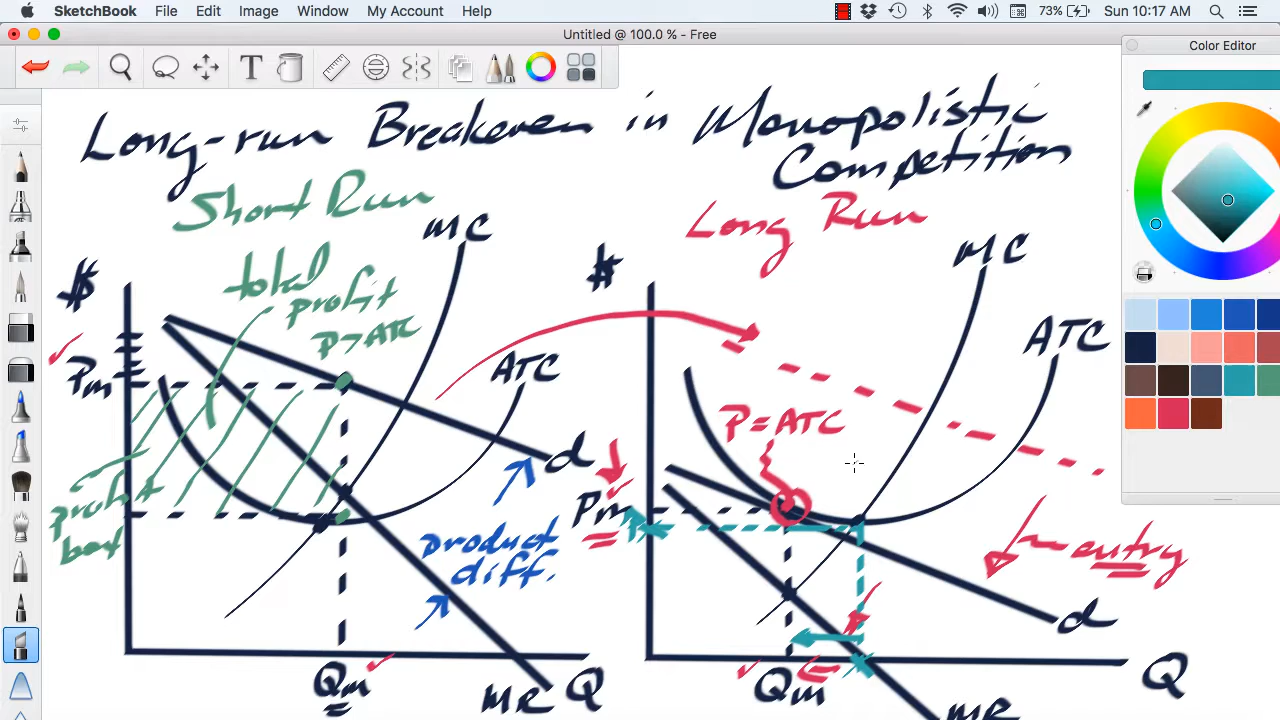 SketchBook File Edit Image Window My Account Help 73% Sun 10:17 AM
Untitled @ 100.0 % - Free
Color Editor
T
Long-run Breakeven in Monopolistic
Competition
Short Run
total
profit
P>ATC
MC
$
Pm
ATC
d
profit
box
product
diff.
Qm
MR
Q
Long Run
MC
$
ATC
P=ATC
Pm
entry
d
Qm
MR
Q